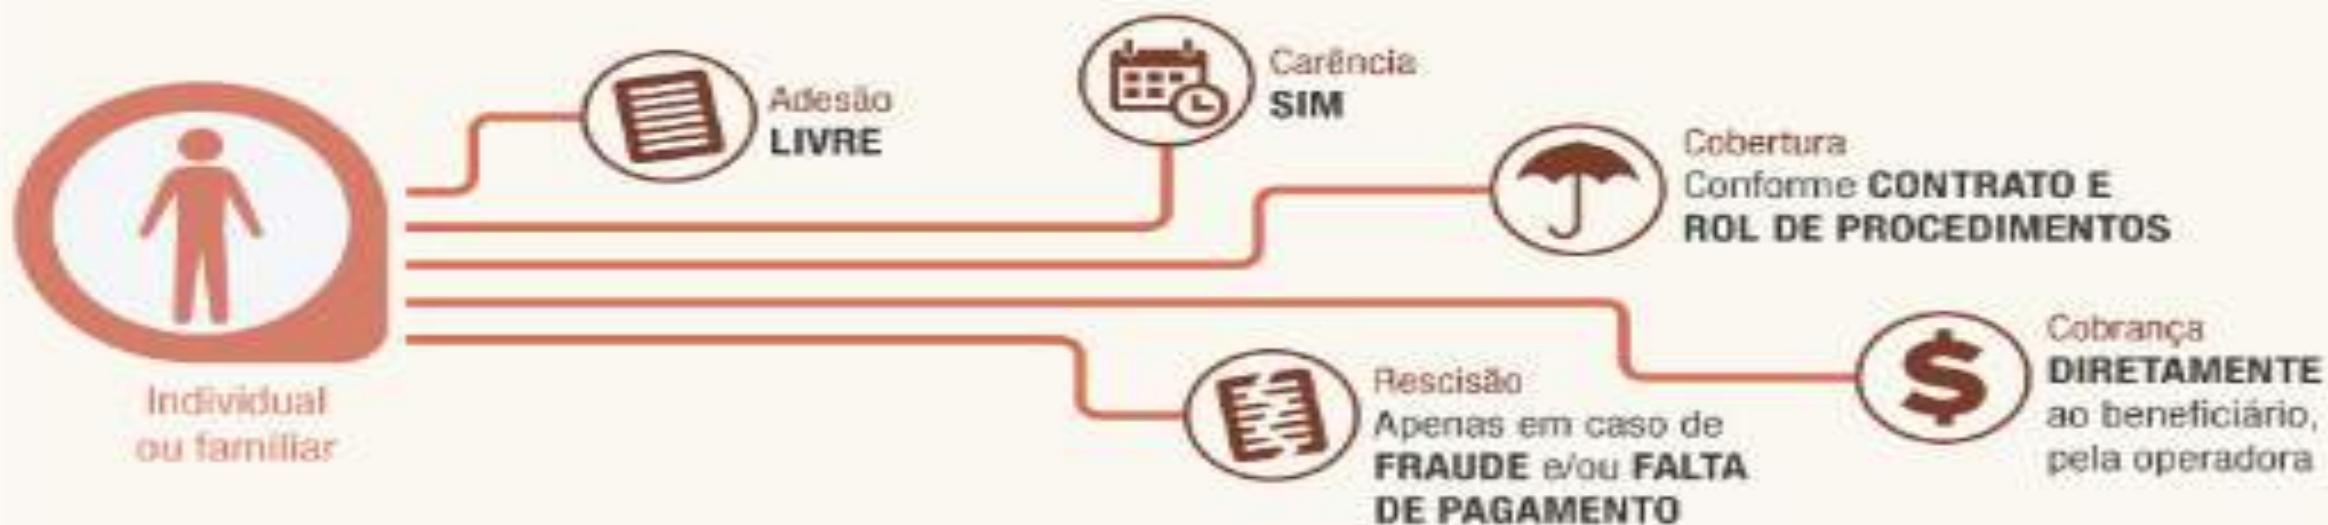 Individual
ou familiar
Adesão
LIVRE
Carência
SIM
Cobertura
Conforme CONTRATO E
ROL DE PROCEDIMENTOS
Cobrança
DIRETAMENTE
ao beneficiário,
pela operadora
Rescisão
Apenas em caso de
FRAUDE e/ou FALTA
DE PAGAMENTO